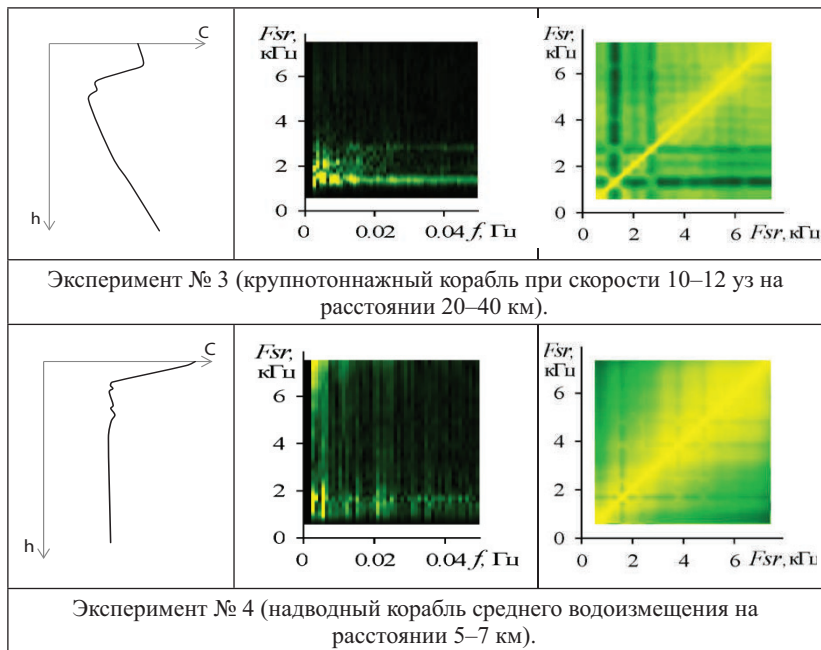 C
h
Fsr,
кГц
6
4
2
0
0 0.02 0.04 f, Гц
Fsr,
кГц
6
4
2
0
0 2 4 6 Fsr, кГц
Эксперимент № 3 (крупнотоннажный корабль при скорости 10–12 уз на
расстоянии 20–40 км).
C
h
Fsr,
кГц
6
4
2
0
0 0.02 0.04 f, Гц
Fsr,
кГц
6
4
2
0
0 2 4 6 Fsr, кГц
Эксперимент № 4 (надводный корабль среднего водоизмещения на
расстоянии 5–7 км).